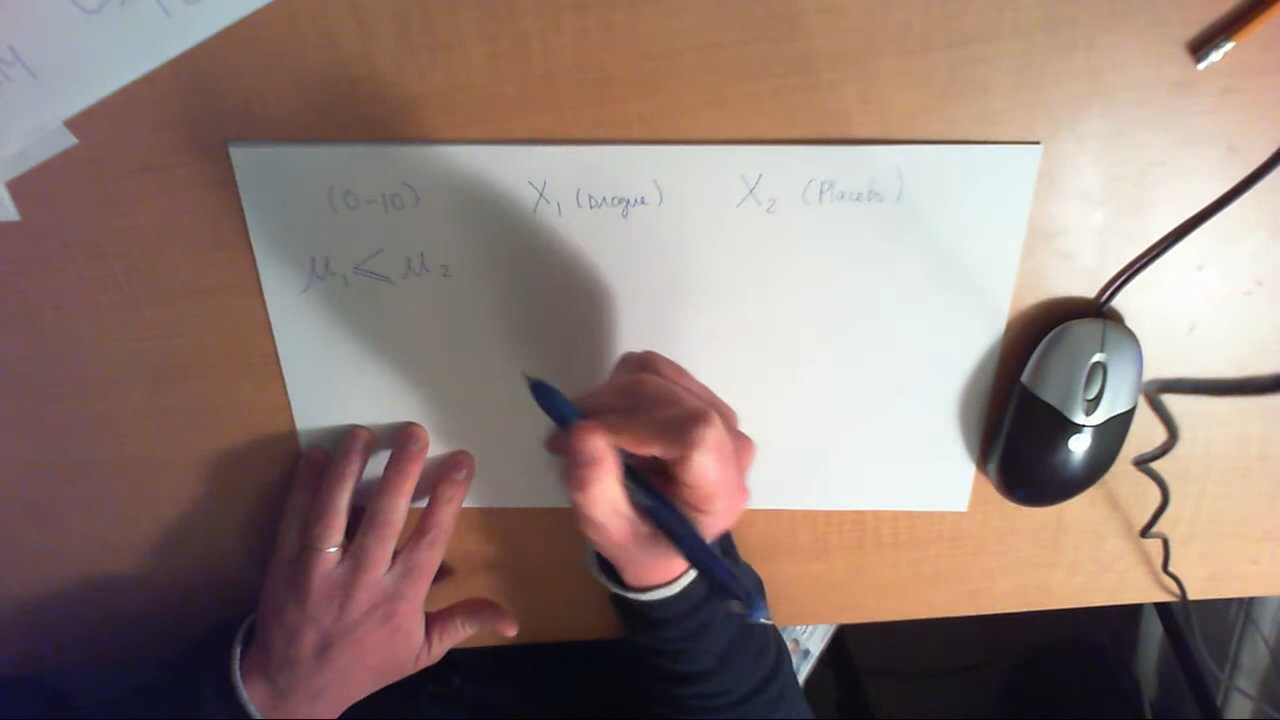 (0-10) X₁ (Drogue) X₂ (Placebo)
μ₁ ≤ μ₂